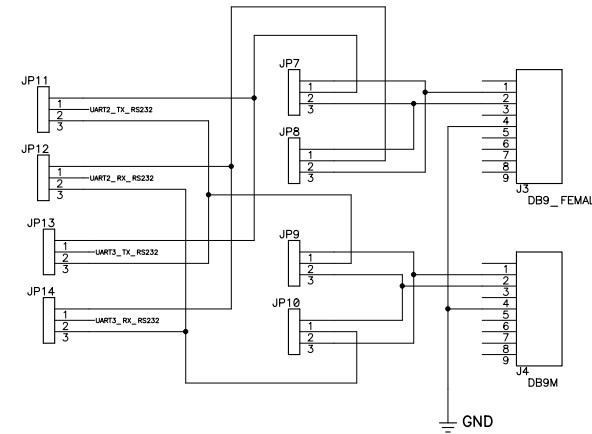 JP11
1
2
3
UART2_TX_RS232
JP12
1
2
3
UART2_RX_RS232
JP13
1
2
3
UART3_TX_RS232
JP14
1
2
3
UART3_RX_RS232
JP7
1
2
3
JP8
1
2
3
JP9
1
2
3
JP10
1
2
3
1
2
3
4
5
6
7
8
9
J3
DB9_FEMAL
1
2
3
4
5
6
7
8
9
J4
DB9M
GND